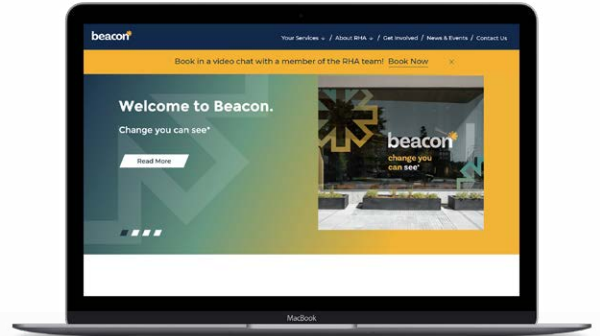 beacon*
Your Services / About RHA / Get Involved / News & Events / Contact Us
Book in a video chat with a member of the RHA team! Book Now ×
Welcome to Beacon.
Change you can see*
Read More
beacon*
change you
can see*
MacBook